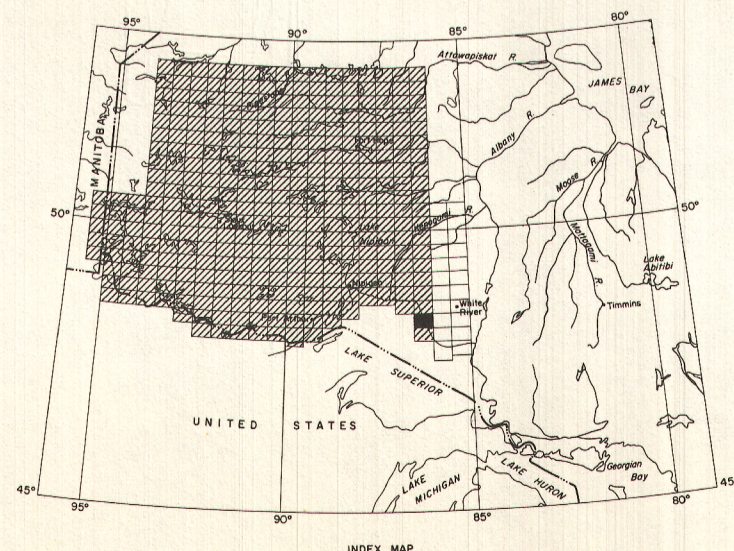 95°
90°
85°
80°
Attawapiskat R.
JAMES BAY
MANITOBA
Albany R.
Moose R.
50°
50°
Kenogami R.
Lake
Nipigon
Mattagami R.
Lake
Abitibi
Nipigon
White
River
Timmins
Port Arthur
LAKE SUPERIOR
UNITED STATES
LAKE
MICHIGAN
LAKE HURON
Georgian
Bay
45°
95°
90°
85°
80°
45
INDEX MAP